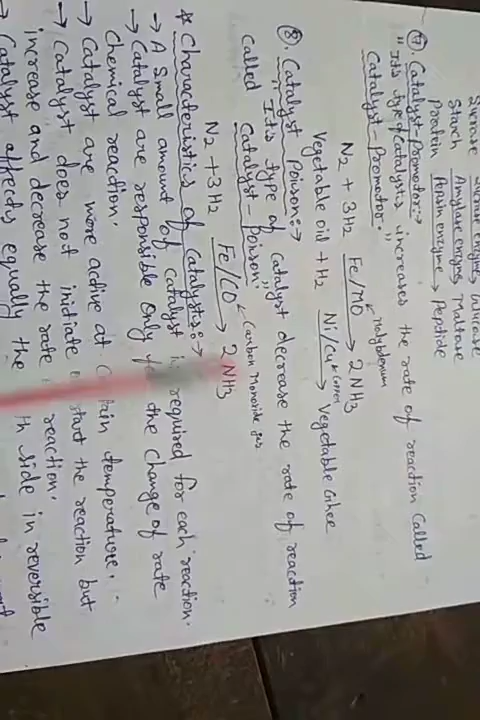 Sucrase Sucrase enzyme Glucose
Starch Amylase enzymes Maltose
Protein Pepsin enzyme Peptide
⑦. Catalyst-promotor:→
"It's type of catalysts increases the rate of reaction Called
Catalyst-Promotor."
N2 + 3H2 Fe/MO → 2NH3
Molybdenum
Vegetable oil + H2 Ni/Cu → Vegetable Ghee
⑧. Catalyst Poison:→
"It's type of Catalyst decrease the rate of reaction
Called Catalyst-Poison"
Carbon Monoxide gas
N2 + 3H2 Fe/CO → 2NH3
* Characteristics of Catalysts:→
→ A Small amount of catalyst is required for each reaction.
→ Catalyst are responsible Only the change of rate
Chemical reaction.
→ Catalyst are more active at temperature.
→ Catalyst does not initiate start the reaction but
increase and decrease the rate reaction.
→ Catalyst affects equally the side in reversible